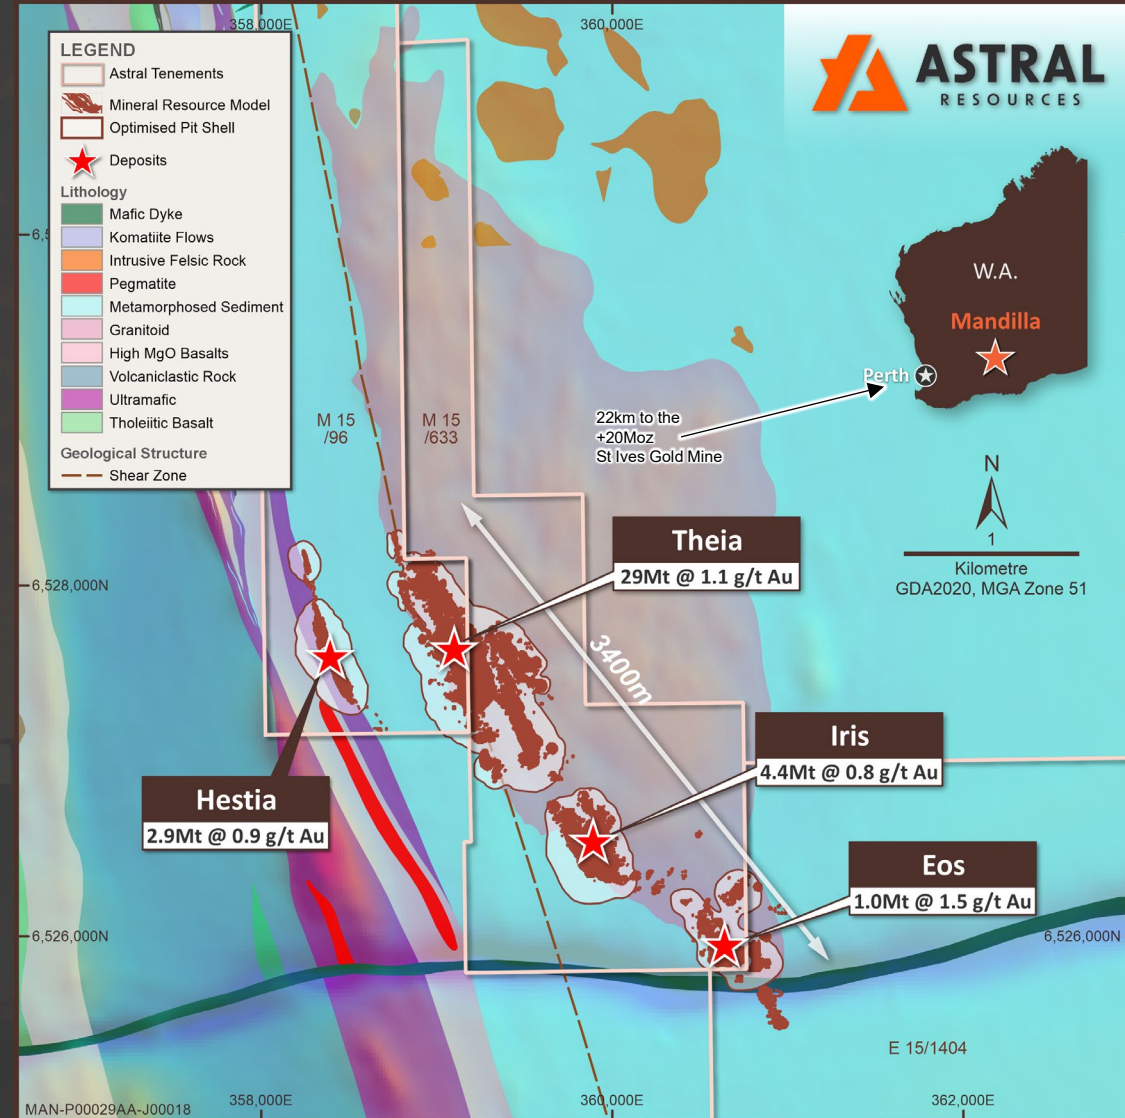 358,000E
360,000E
LEGEND
Astral Tenements
Mineral Resource Model
Optimised Pit Shell
Deposits
Lithology
Mafic Dyke
Komatiite Flows
Intrusive Felsic Rock
Pegmatite
Metamorphosed Sediment
Granitoid
High MgO Basalts
Volcaniclastic Rock
Ultramafic
Tholeiitic Basalt
Geological Structure
Shear Zone
ASTRAL
RESOURCES
W.A.
Mandilla
Perth
22km to the
+20Moz
St Ives Gold Mine
M 15
/96
M 15
/633
N
1
Kilometre
GDA2020, MGA Zone 51
6,528,000N
Theia
29Mt @ 1.1 g/t Au
3400m
Iris
4.4Mt @ 0.8 g/t Au
Hestia
2.9Mt @ 0.9 g/t Au
Eos
1.0Mt @ 1.5 g/t Au
6,526,000N
6,526,000N
E 15/1404
358,000E
360,000E
362,000E
MAN-P00029AA-J00018